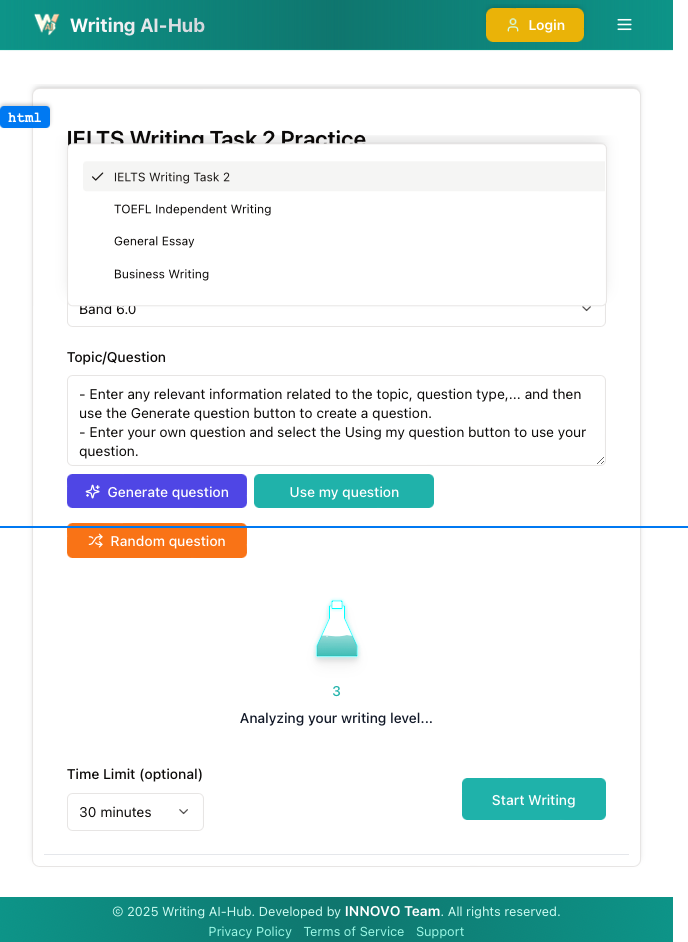 Writing AI-Hub
Login
html
IELTS Writing Task 2 Practice
IELTS Writing Task 2
TOEFL Independent Writing
General Essay
Business Writing
Band 6.0
Topic/Question
- Enter any relevant information related to the topic, question type,... and then
use the Generate question button to create a question.
- Enter your own question and select the Using my question button to use your
question.
Generate question
Use my question
Random question
3
Analyzing your writing level...
Time Limit (optional)
30 minutes
Start Writing
© 2025 Writing AI-Hub. Developed by INNOVO Team. All rights reserved.
Privacy Policy Terms of Service Support